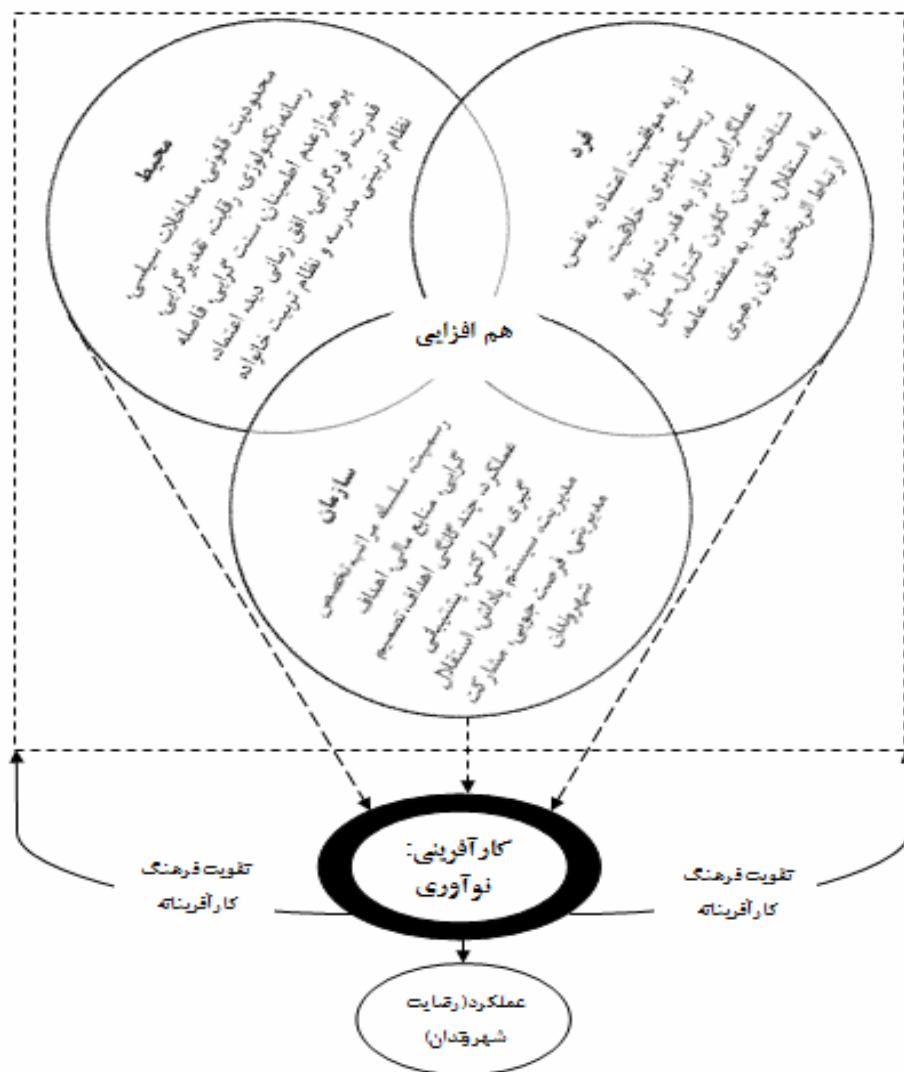 محیط
محدودیت قانونی، مداخلات سیاسی،
رسانه، تکنولوژی، رقابت، تقدیرگرایی،
پرهیز از عدم اطمینان، سنت گرایی، فاصله
قدرت، فردگرایی، افق زمانی دید، اعتماد،
نظام تربیتی مدرسه و نظام تربیت خانواده
فرد
نیاز به موفقیت، اعتماد به نفس،
ریسک پذیری، خلاقیت،
عملگرایی، نیاز به قدرت، نیاز به
شناخته شدن، کانون کنترل، میل
به استقلال، تعهد به منفعت عامه،
ارتباط اثربخش، توان رهبری
هم افزایی
سازمان
رسمیت، سلسله مراتب، تخصص
گرایی، منابع مالی، اهداف
عملکرد، چندگانگی اهداف، تصمیم
گیری مشارکتی، پشتیبانی
مدیریت، سیستم پاداش، استقلال
مدیریتی، فرصت جویی، مشارکت
شهروندان
کارآفرینی:
نوآوری
تقویت فرهنگ
کارآفرینانه
تقویت فرهنگ
کارآفرینانه
عملکرد(رضایت
شهروندان)